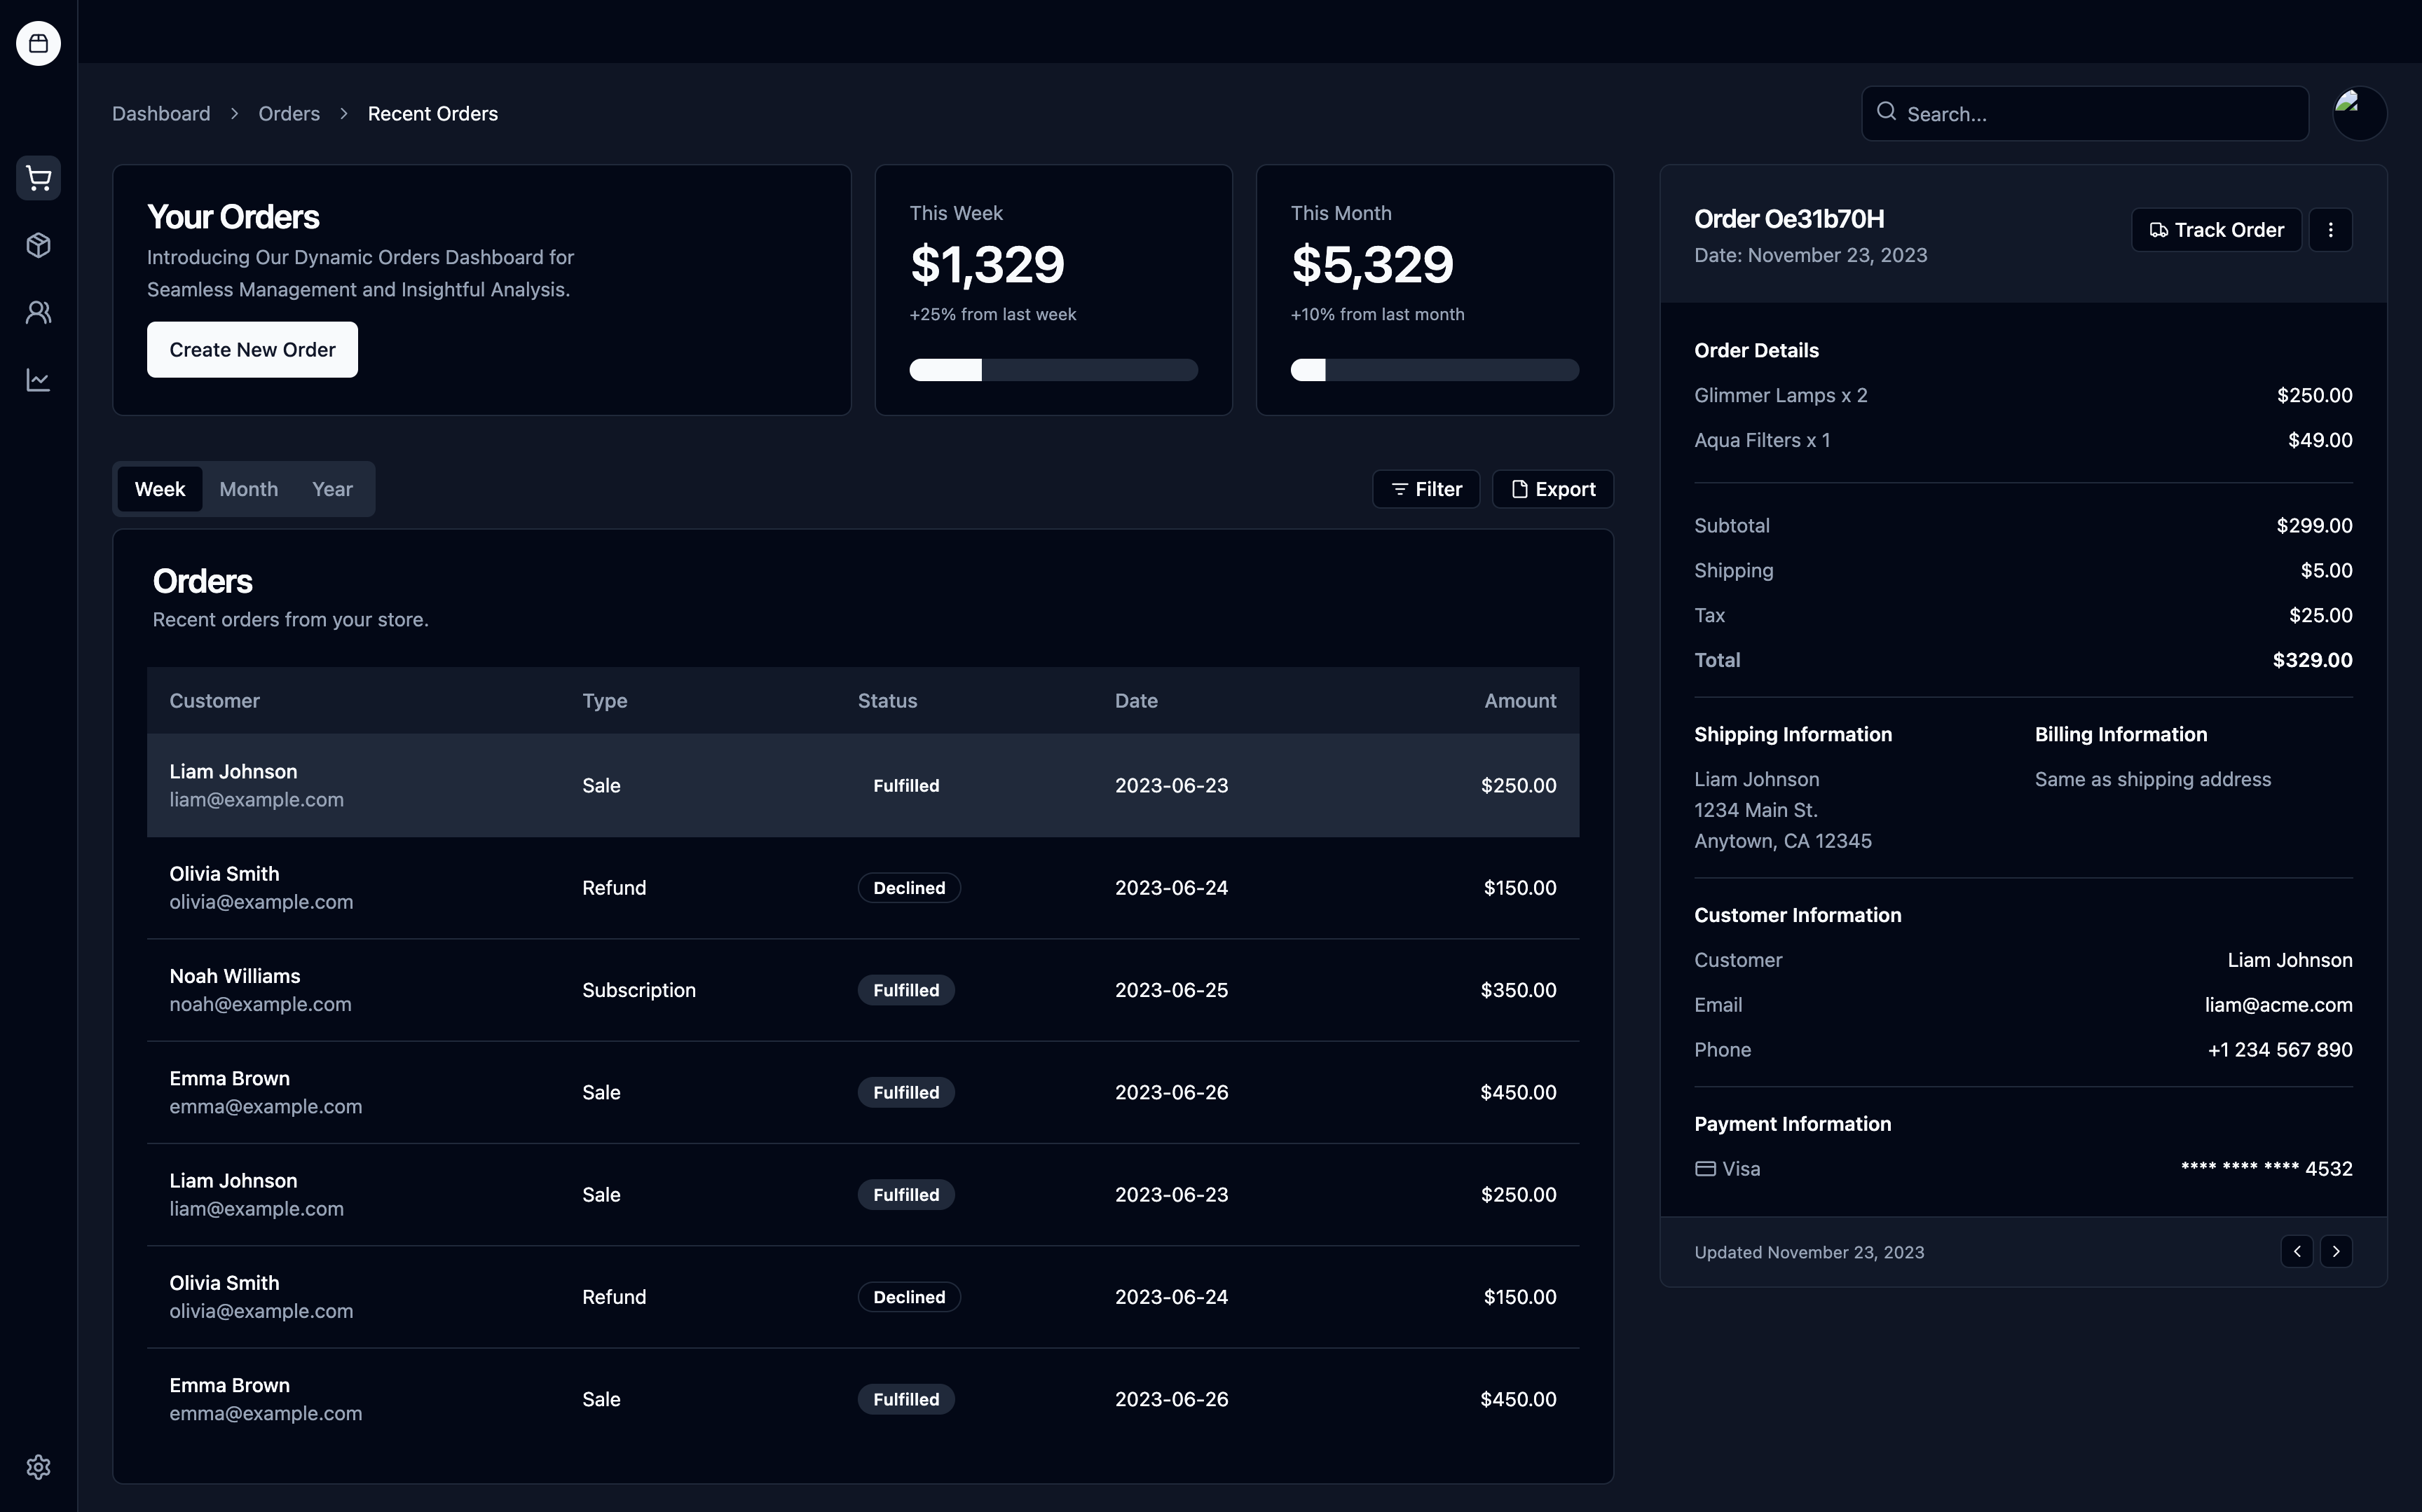 Dashboard > Orders > Recent Orders
Search...
Your Orders
Introducing Our Dynamic Orders Dashboard for
Seamless Management and Insightful Analysis.
Create New Order
This Week
$1,329
+25% from last week
This Month
$5,329
+10% from last month
Week Month Year
Filter
Export
Orders
Recent orders from your store.
Customer Type Status Date Amount
Liam Johnson
liam@example.com
Sale Fulfilled 2023-06-23 $250.00
Olivia Smith
olivia@example.com
Refund Declined 2023-06-24 $150.00
Noah Williams
noah@example.com
Subscription Fulfilled 2023-06-25 $350.00
Emma Brown
emma@example.com
Sale Fulfilled 2023-06-26 $450.00
Liam Johnson
liam@example.com
Sale Fulfilled 2023-06-23 $250.00
Olivia Smith
olivia@example.com
Refund Declined 2023-06-24 $150.00
Emma Brown
emma@example.com
Sale Fulfilled 2023-06-26 $450.00
Order Oe31b70H
Date: November 23, 2023
Track Order
Order Details
Glimmer Lamps x 2 $250.00
Aqua Filters x 1 $49.00
Subtotal $299.00
Shipping $5.00
Tax $25.00
Total $329.00
Shipping Information
Liam Johnson
1234 Main St.
Anytown, CA 12345
Billing Information
Same as shipping address
Customer Information
Customer Liam Johnson
Email liam@acme.com
Phone +1 234 567 890
Payment Information
Visa **** **** **** 4532
Updated November 23, 2023